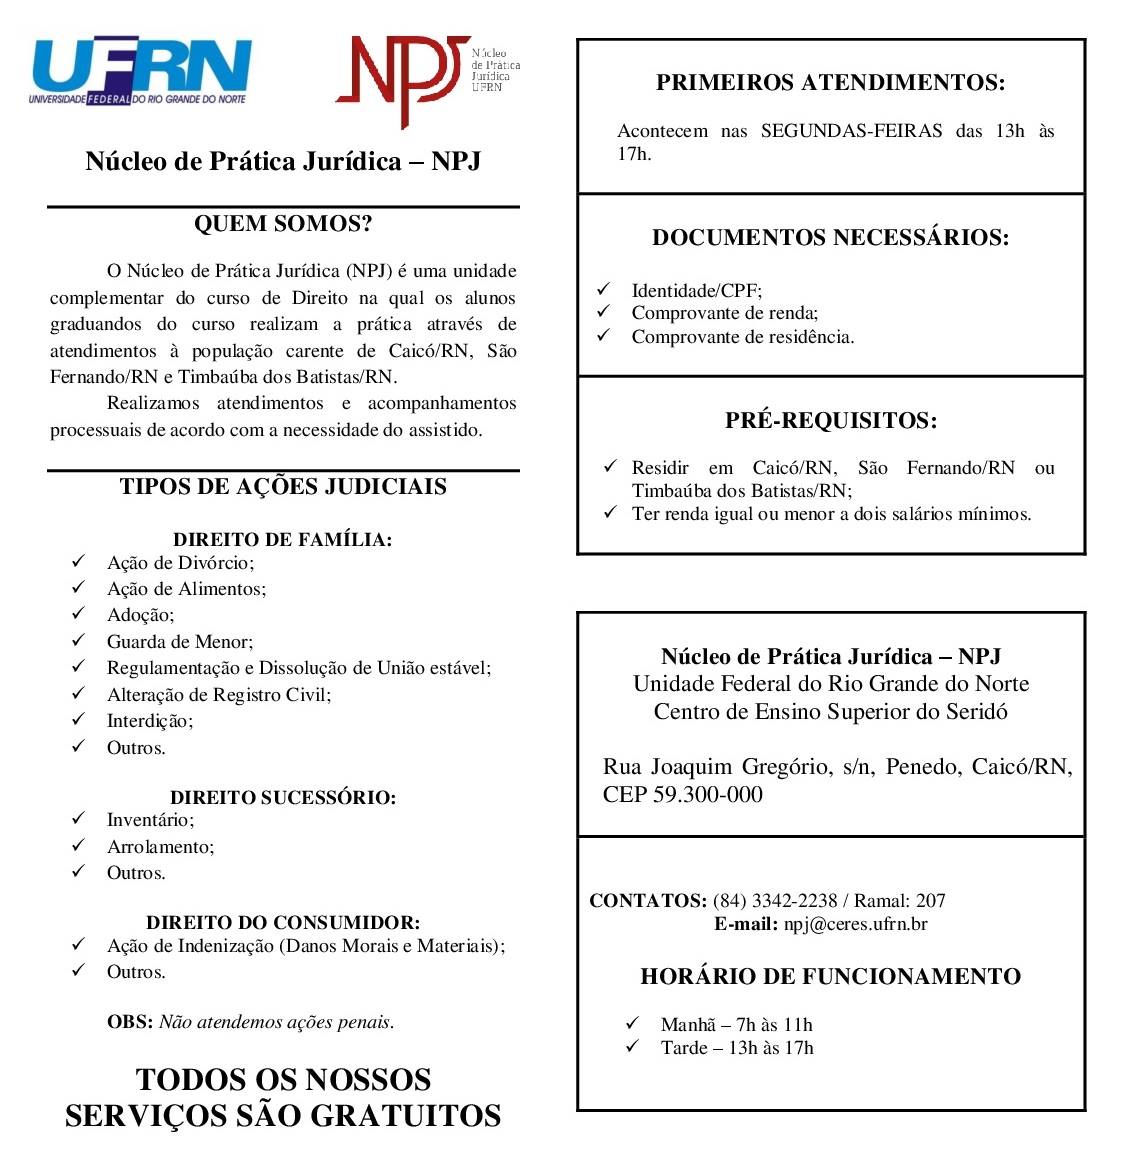 UFRN
UNIVERSIDADE FEDERAL DO RIO GRANDE DO NORTE
NPJ
Núcleo
de Prática
Jurídica
UFRN
Núcleo de Prática Jurídica – NPJ
QUEM SOMOS?
O Núcleo de Prática Jurídica (NPJ) é uma unidade
complementar do curso de Direito na qual os alunos
graduandos do curso realizam a prática através de
atendimentos à população carente de Caicó/RN, São
Fernando/RN e Timbaúba dos Batistas/RN.
Realizamos atendimentos e acompanhamentos
processuais de acordo com a necessidade do assistido.
TIPOS DE AÇÕES JUDICIAIS
DIREITO DE FAMÍLIA:
✓ Ação de Divórcio;
✓ Ação de Alimentos;
✓ Adoção;
✓ Guarda de Menor;
✓ Regulamentação e Dissolução de União estável;
✓ Alteração de Registro Civil;
✓ Interdição;
✓ Outros.
DIREITO SUCESSÓRIO:
✓ Inventário;
✓ Arrolamento;
✓ Outros.
DIREITO DO CONSUMIDOR:
✓ Ação de Indenização (Danos Morais e Materiais);
✓ Outros.
OBS: Não atendemos ações penais.
TODOS OS NOSSOS
SERVIÇOS SÃO GRATUITOS
PRIMEIROS ATENDIMENTOS:
Acontecem nas SEGUNDAS-FEIRAS das 13h às
17h.
DOCUMENTOS NECESSÁRIOS:
✓ Identidade/CPF;
✓ Comprovante de renda;
✓ Comprovante de residência.
PRÉ-REQUISITOS:
✓ Residir em Caicó/RN, São Fernando/RN ou
Timbaúba dos Batistas/RN;
✓ Ter renda igual ou menor a dois salários mínimos.
Núcleo de Prática Jurídica – NPJ
Unidade Federal do Rio Grande do Norte
Centro de Ensino Superior do Seridó
Rua Joaquim Gregório, s/n, Penedo, Caicó/RN,
CEP 59.300-000
CONTATOS: (84) 3342-2238 / Ramal: 207
E-mail: npj@ceres.ufrn.br
HORÁRIO DE FUNCIONAMENTO
✓ Manhã – 7h às 11h
✓ Tarde – 13h às 17h